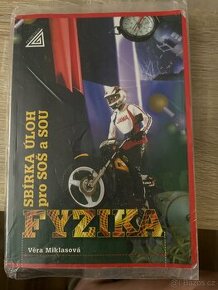 SBÍRKA ÚLOH
pro SOŠ a SOU
FYZIKA
Věra Miklasová